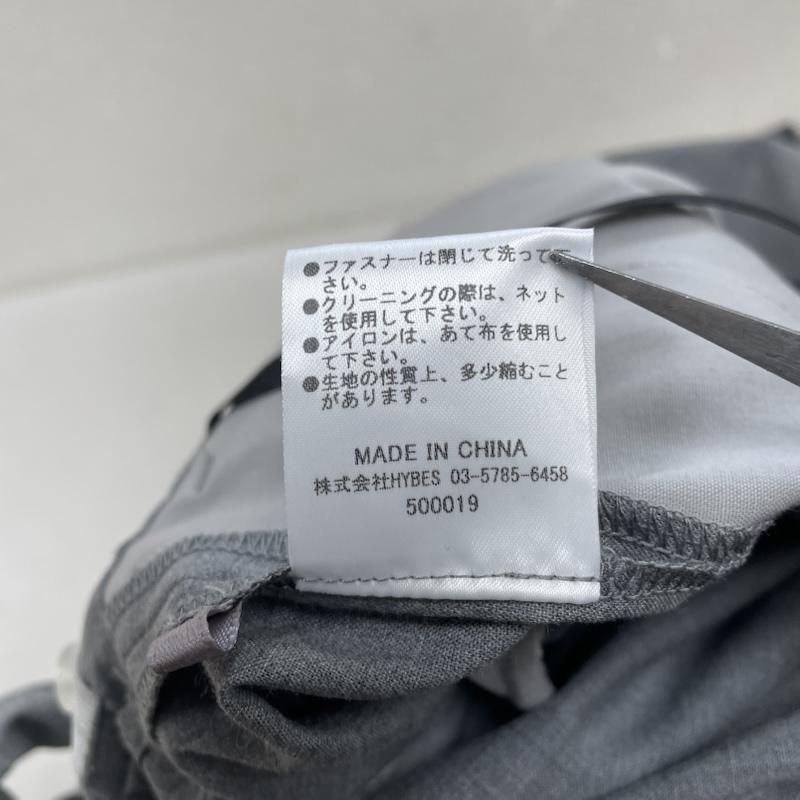 ●ファスナーは閉じて洗って下
さい。
●クリーニングの際は、ネット
を使用して下さい。
●アイロンは、あて布を使用し
て下さい。
●生地の性質上、多少縮むこと
があります。
MADE IN CHINA
株式会社HYBES 03-5785-6458
500019